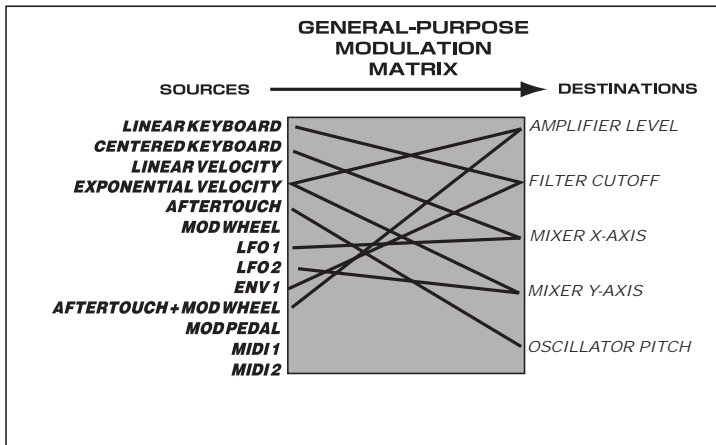 GENERAL-PURPOSE
MODULATION
MATRIX
SOURCES
DESTINATIONS
LINEAR KEYBOARD
CENTERED KEYBOARD
LINEAR VELOCITY
EXPONENTIAL VELOCITY
AFTERTOUCH
MOD WHEEL
LFO 1
LFO 2
ENV 1
AFTERTOUCH + MOD WHEEL
MOD PEDAL
MIDI 1
MIDI 2
AMPLIFIER LEVEL
FILTER CUTOFF
MIXER X-AXIS
MIXER Y-AXIS
OSCILLATOR PITCH